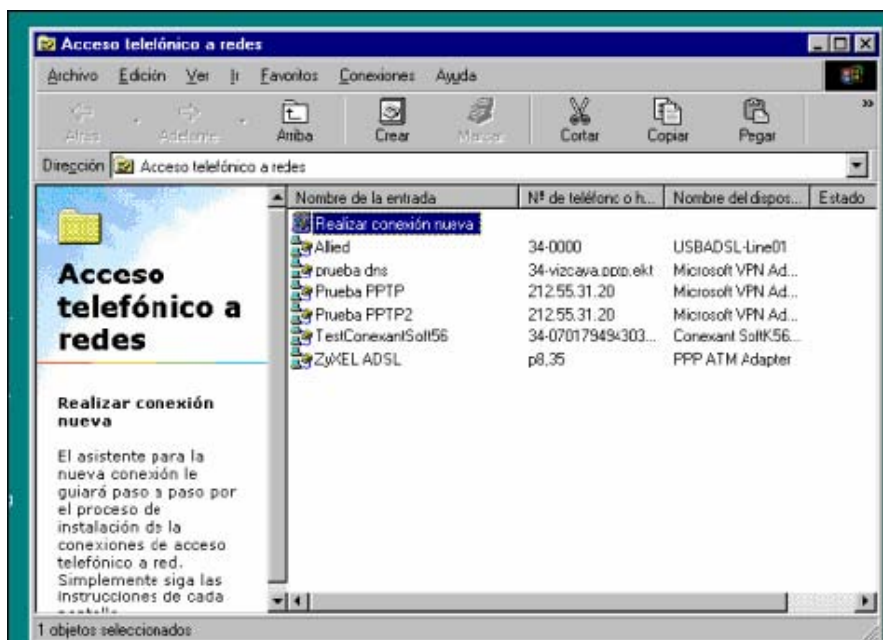 Acceso telefónico a redes
Archivo Edición Ver Ir Favoritos Conexiones Ayuda
Atrás Adelante Arriba Crear Marcar Cortar Copiar Pegar »
Dirección Acceso telefónico a redes
Nombre de la entrada Nº de teléfono o h... Nombre del dispos... Estado
Realizar conexión nueva
Allied 34-0000 USBADSL-Line01
prueba dns 34-vizcaya.pptp.ekt Microsoft VPN Ad...
Prueba PPTP 212.55.31.20 Microsoft VPN Ad...
Prueba PPTP2 212.55.31.20 Microsoft VPN Ad...
TestConexantSoft56 34-070179494303... Conexant SoftK56...
ZyXEL ADSL p8,35 PPP ATM Adapter
Acceso
telefónico a
redes
Realizar conexión
nueva
El asistente para la
nueva conexión le
guiará paso a paso por
el proceso de
instalación de la
conexiones de acceso
telefónico a red.
Simplemente siga las
instrucciones de cada
1 objetos seleccionados